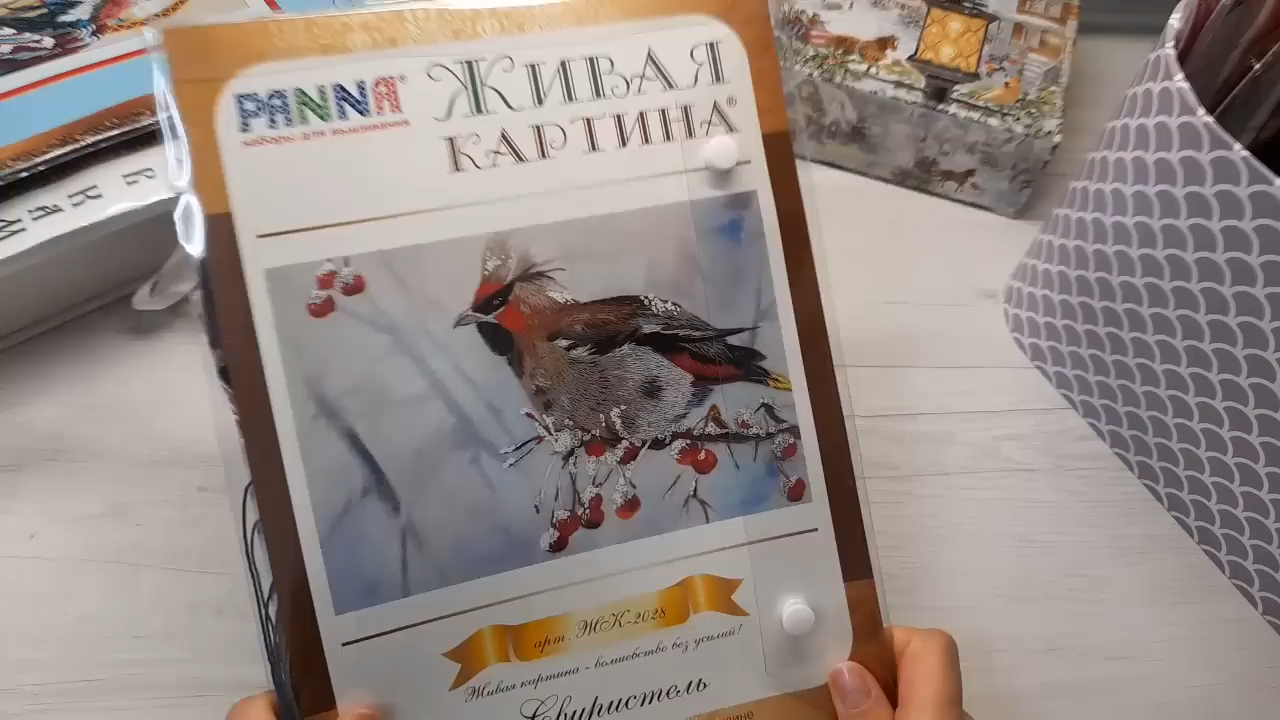 PANNA®
наборы для вышивания
ЖИВАЯ
КАРТИНА®
арт. ЖК-2028
Живая картина - волшебство без усилий!
Свиристель